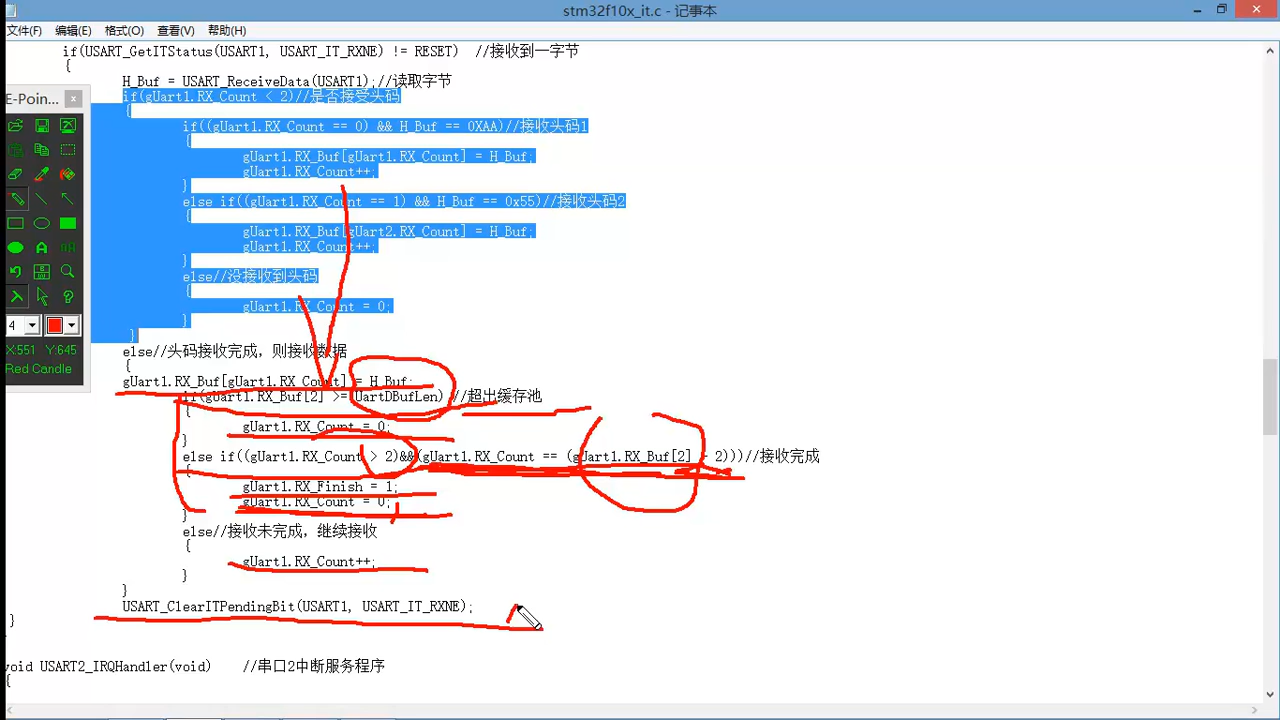 stm32f10x_it.c - 记事本
文件(F) 编辑(E) 格式(O) 查看(V) 帮助(H)
if(USART_GetITStatus(USART1, USART_IT_RXNE) != RESET) //接收到一字节
{
H_Buf = USART_ReceiveData(USART1);//读取字节
E-Poin...
if(gUart1.RX_Count < 2)//是否接受头码
{
if((gUart1.RX_Count == 0) && H_Buf == 0XAA)//接收头码1
{
gUart1.RX_Buf[gUart1.RX_Count] = H_Buf;
gUart1.RX_Count++;
}
else if((gUart1.RX_Count == 1) && H_Buf == 0x55)//接收头码2
{
gUart1.RX_Buf[gUart2.RX_Count] = H_Buf;
gUart1.RX_Count++;
}
else//没接收到头码
{
gUart1.RX_Count = 0;
}
}
4
X:551 Y:645
Red Candle
else//头码接收完成, 则接收数据
{
gUart1.RX_Buf[gUart1.RX_Count] = H_Buf;
if(gUart1.RX_Buf[2] >= UartDBufLen) //超出缓存池
{
gUart1.RX_Count = 0;
}
else if((gUart1.RX_Count > 2)&&(gUart1.RX_Count == (gUart1.RX_Buf[2] 2)))//接收完成
{
gUart1.RX_Finish = 1;
gUart1.RX_Count = 0;
}
else//接收未完成, 继续接收
{
gUart1.RX_Count++;
}
}
USART_ClearITPendingBit(USART1, USART_IT_RXNE);
}
void USART2_IRQHandler(void) //串口2中断服务程序
{